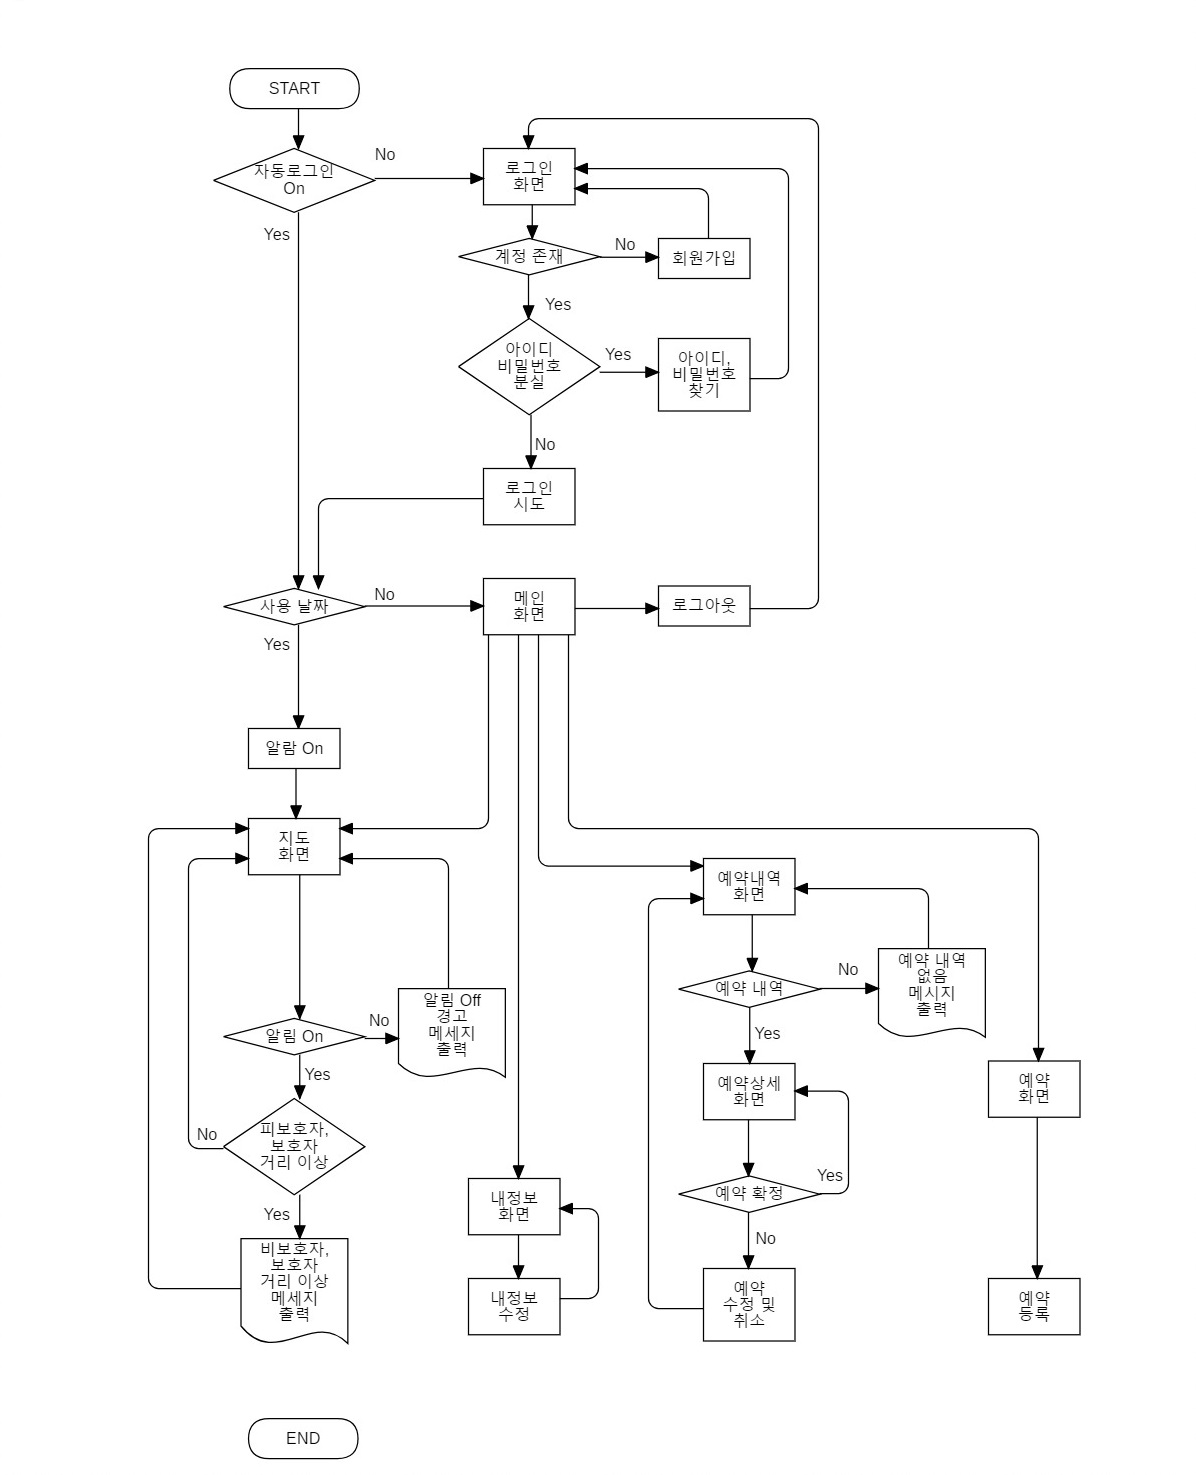 START
자동로그인
On
No
Yes
로그인
화면
계정 존재
No
회원가입
Yes
아이디
비밀번호
분실
Yes
아이디,
비밀번호
찾기
No
로그인
시도
사용 날짜
No
메인
화면
로그아웃
Yes
알람 On
지도
화면
예약내역
화면
예약 내역
No
예약 내역
없음
메시지
출력
알림 On
No
알림 Off
경고
메세지
출력
Yes
Yes
예약상세
화면
예약
화면
피보호자,
보호자
거리 이상
No
Yes
예약 확정
Yes
No
내정보
화면
비보호자,
보호자
거리 이상
메세지
출력
내정보
수정
예약
수정 및
취소
예약
등록
END